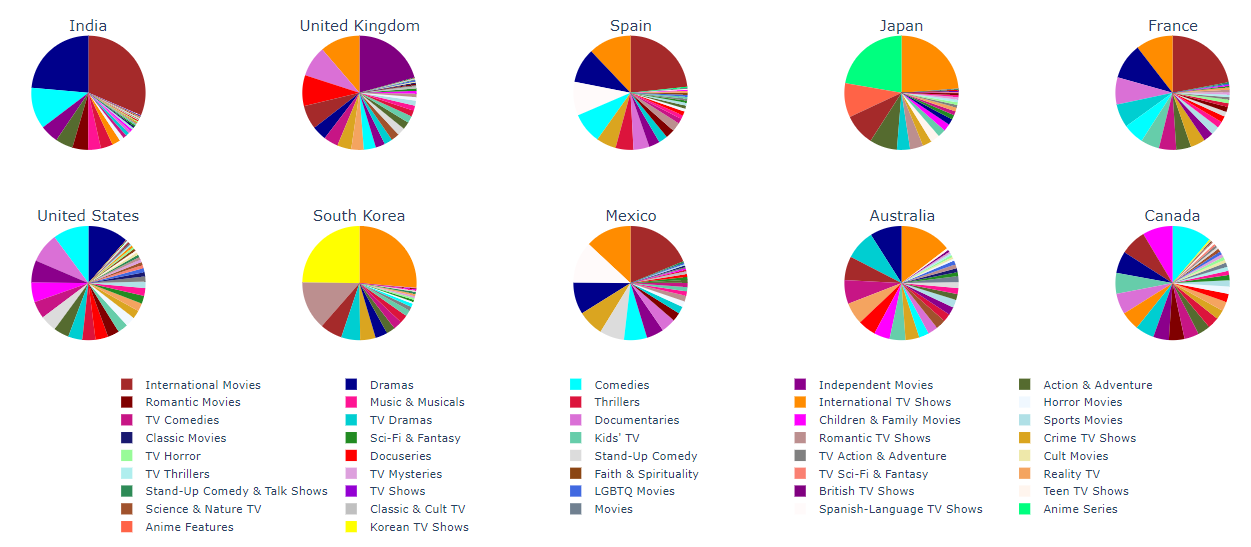 India United Kingdom Spain Japan France
United States South Korea Mexico Australia Canada
International Movies Dramas Comedies Independent Movies Action & Adventure
Romantic Movies Music & Musicals Thrillers International TV Shows Horror Movies
TV Comedies TV Dramas Documentaries Children & Family Movies Sports Movies
Classic Movies Sci-Fi & Fantasy Kids' TV Romantic TV Shows Crime TV Shows
TV Horror Docuseries Stand-Up Comedy TV Action & Adventure Cult Movies
TV Thrillers TV Mysteries Faith & Spirituality TV Sci-Fi & Fantasy Reality TV
Stand-Up Comedy & Talk Shows TV Shows LGBTQ Movies British TV Shows Teen TV Shows
Science & Nature TV Classic & Cult TV Movies Spanish-Language TV Shows Anime Series
Anime Features Korean TV Shows